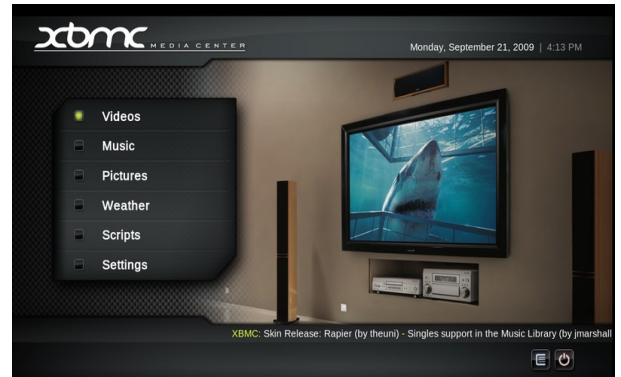 xbmc MEDIA CENTER
Monday, September 21, 2009 | 4:13 PM
Videos
Music
Pictures
Weather
Scripts
Settings
XBMC: Skin Release: Rapier (by theuni) - Singles support in the Music Library (by jmarshall